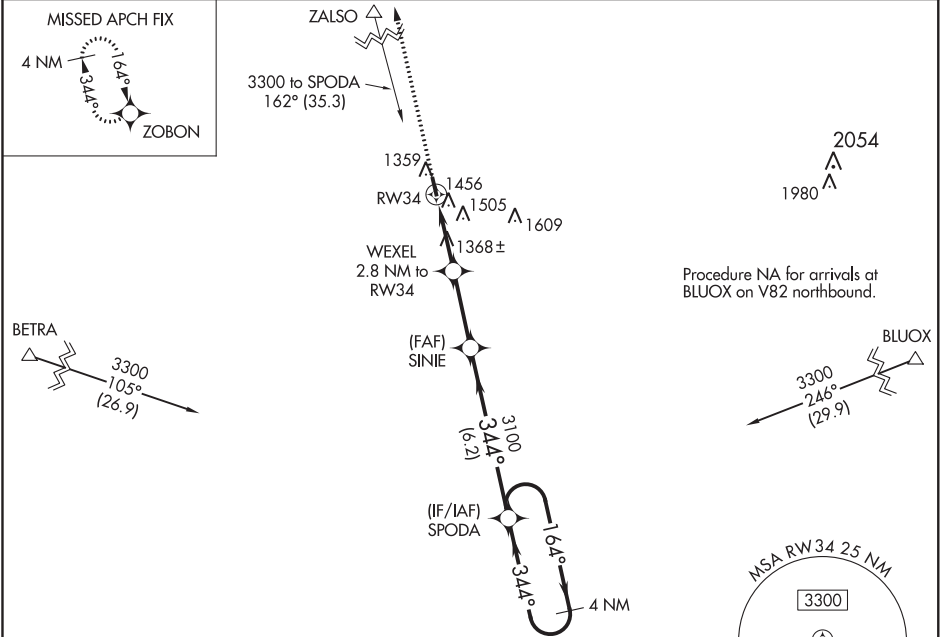 MISSED APCH FIX
4 NM
164°
344°
ZOBON
ZALSO
3300 to SPODA
162° (35.3)
1359
RW34
1456
1505
1609
1368±
2054
1980
WEXEL
2.8 NM to
RW34
Procedure NA for arrivals at
BLUOX on V82 northbound.
BETRA
3300
105°
(26.9)
(FAF)
SINIE
BLUOX
3300
246°
(29.9)
3100
344°
(6.2)
(IF/IAF)
SPODA
164°
344°
4 NM
MSA RW34 25 NM
3300